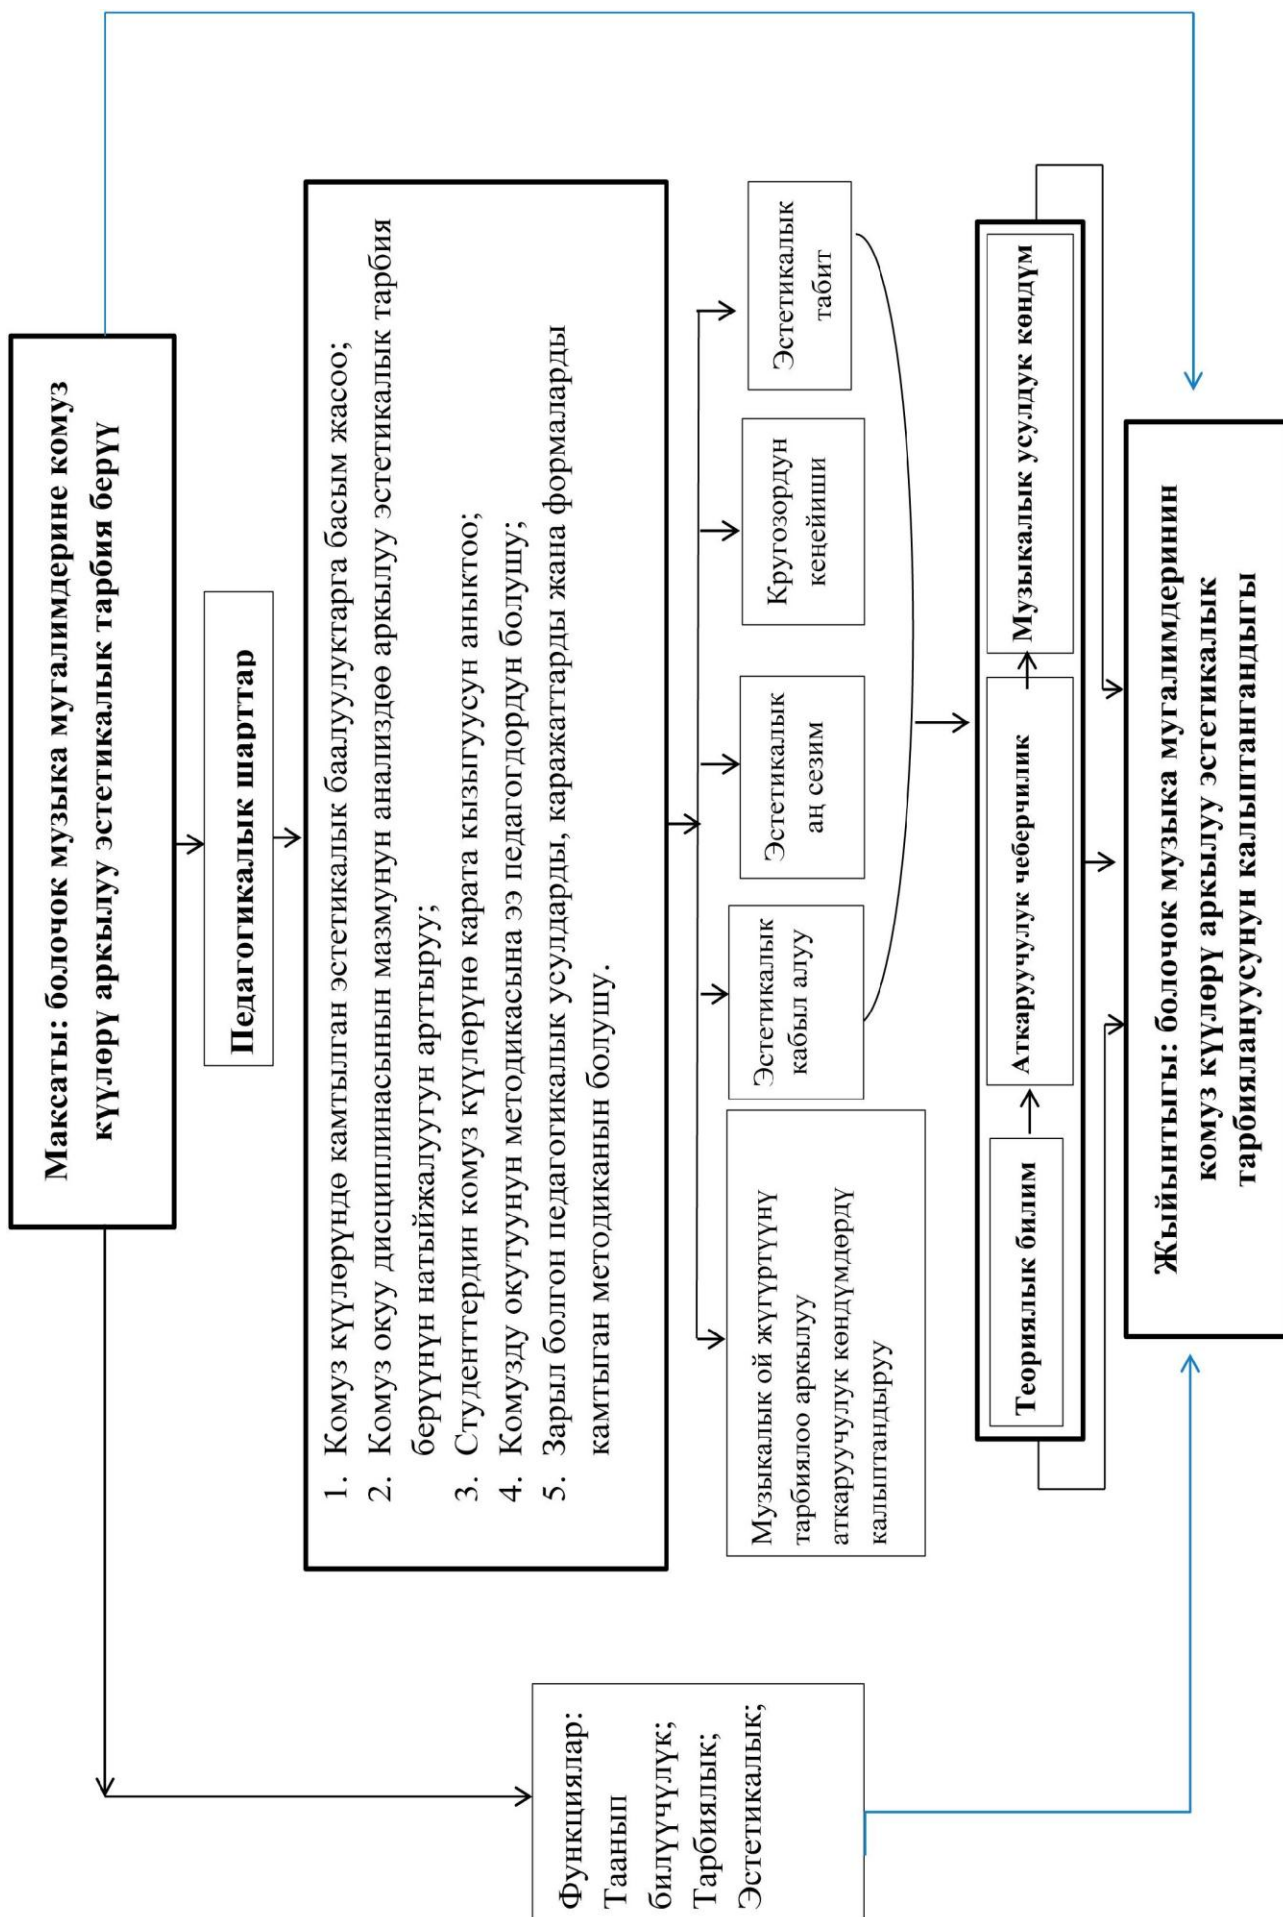 Максаты: болочок музыка мугалимдерине комуз
күүлөрү аркылуу эстетикалык тарбия берүү
Педагогикалык шарттар
Функциялар:
Таанып
билүүчүлүк;
Тарбиялык;
Эстетикалык;
1. Комуз күүлөрүндө камтылган эстетикалык баалуулуктарга басым жасоо;
2. Комуз окуу дисциплинасынын мазмунун анализдөө аркылуу эстетикалык тарбия
берүүнүн натыйжалуугун арттыруу;
3. Студенттердин комуз күүлөрүнө карата кызыгуусун аныктоо;
4. Комузду окутуунун методикасына ээ педагогдордун болушу;
5. Зарыл болгон педагогикалык усулдарды, каражаттарды жана формаларды
камтыган методиканын болушу.
Музыкалык ой жүгүртүүнү
тарбиялоо аркылуу
аткаруучулук көндүмдөрдү
калыптандыруу
Эстетикалык
кабыл алуу
Эстетикалык
аң сезим
Кругозордун
кеңейиши
Эстетикалык
табит
Теориялык билим
Аткаруучулук чеберчилик
Музыкалык усулдук көндүм
Жыйынтыгы: болочок музыка мугалимдеринин
комуз күүлөрү аркылуу эстетикалык
тарбиялануусунун калыптангандыгы